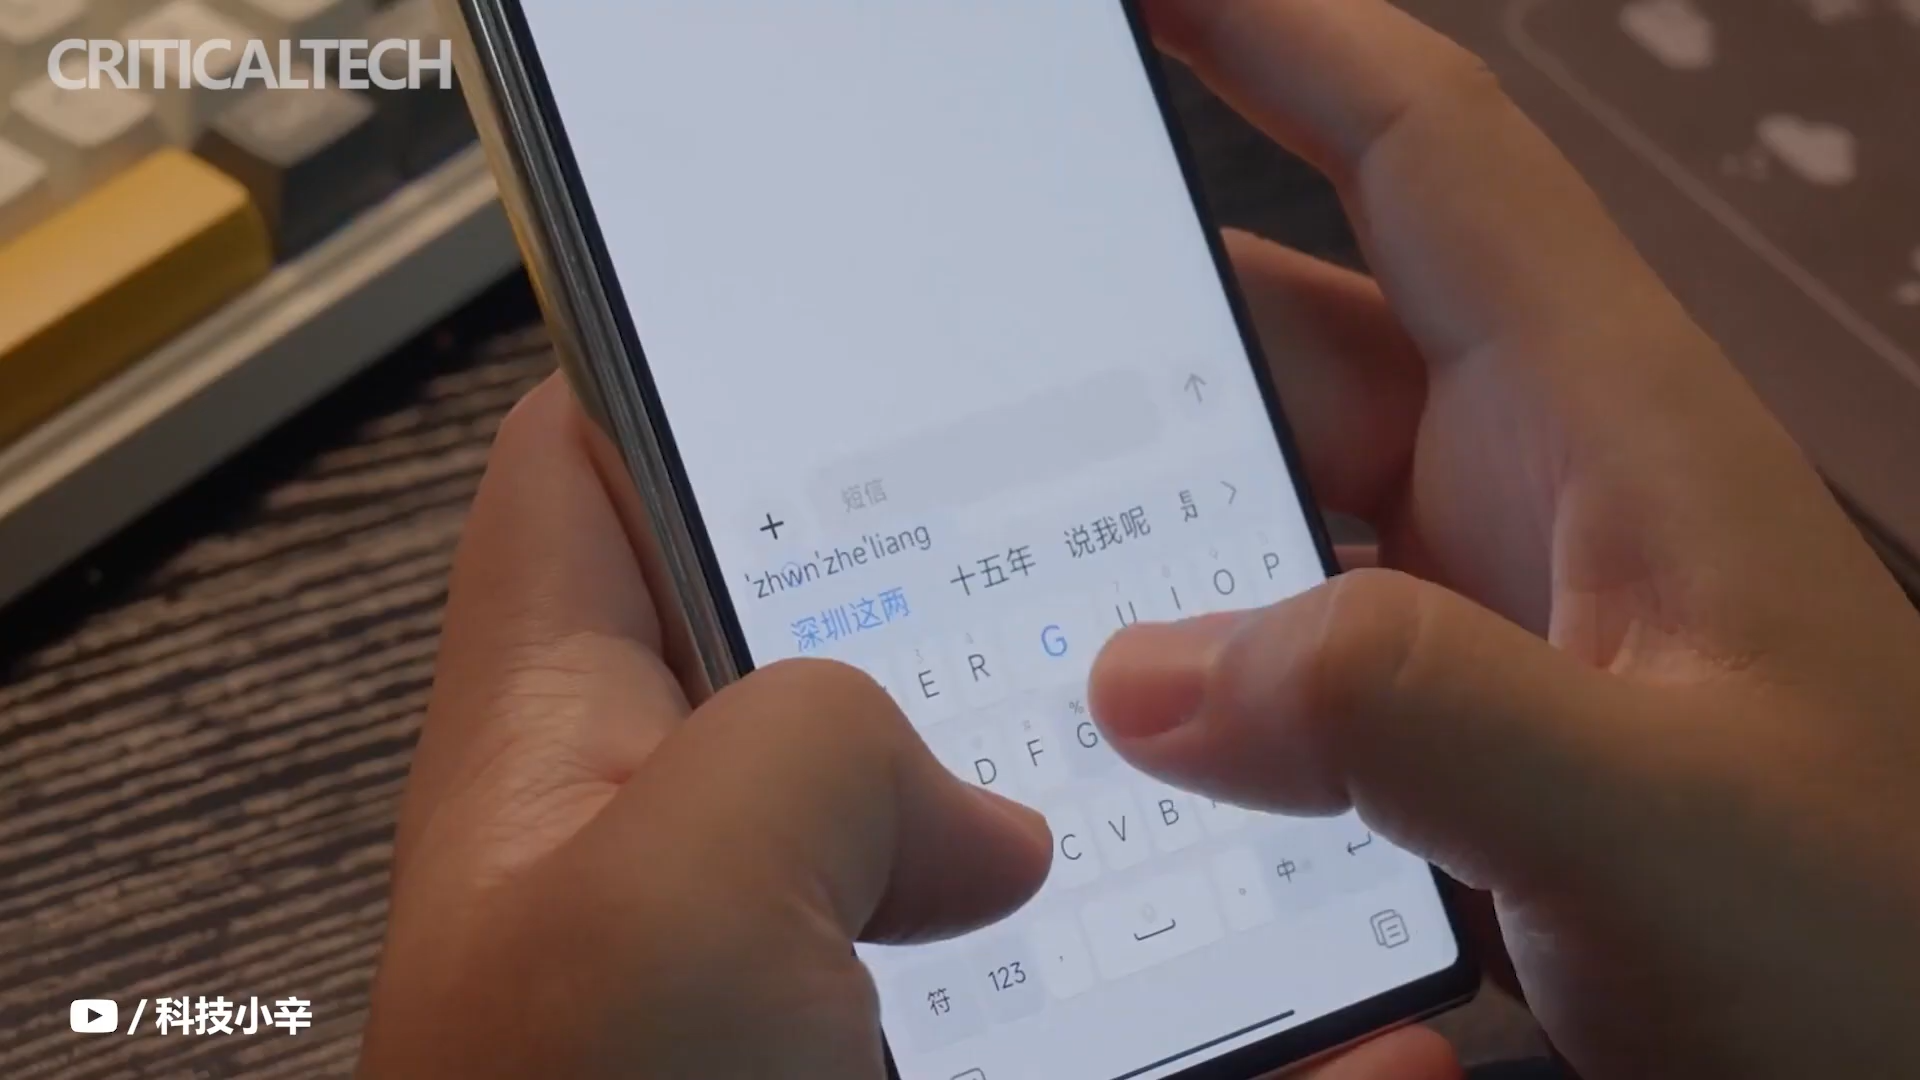 CRITICALTECH
短信
'zhwn'zhe'liang
深圳这两 十五年 说我呢
E R G U I O P
D F G %
C V B
符 123 , 。 中
/ 科技小辛